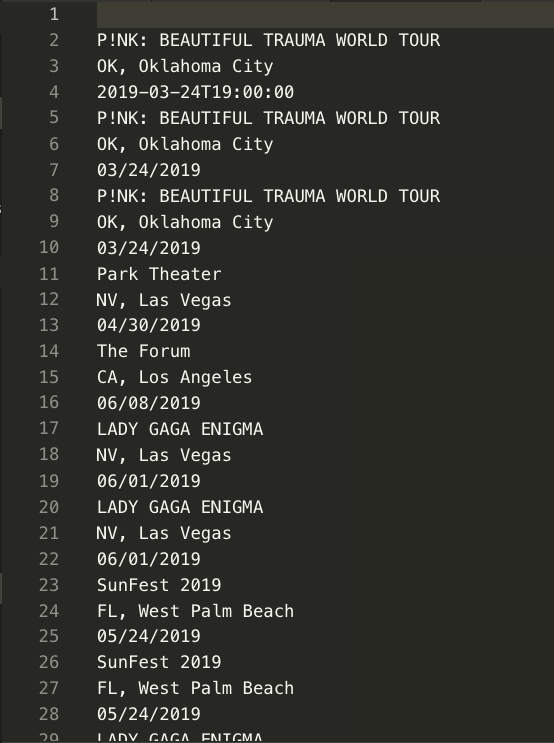 1
2 P!NK: BEAUTIFUL TRAUMA WORLD TOUR
3 OK, Oklahoma City
4 2019-03-24T19:00:00
5 P!NK: BEAUTIFUL TRAUMA WORLD TOUR
6 OK, Oklahoma City
7 03/24/2019
8 P!NK: BEAUTIFUL TRAUMA WORLD TOUR
9 OK, Oklahoma City
10 03/24/2019
11 Park Theater
12 NV, Las Vegas
13 04/30/2019
14 The Forum
15 CA, Los Angeles
16 06/08/2019
17 LADY GAGA ENIGMA
18 NV, Las Vegas
19 06/01/2019
20 LADY GAGA ENIGMA
21 NV, Las Vegas
22 06/01/2019
23 SunFest 2019
24 FL, West Palm Beach
25 05/24/2019
26 SunFest 2019
27 FL, West Palm Beach
28 05/24/2019
29 LADY GAGA ENIGMA